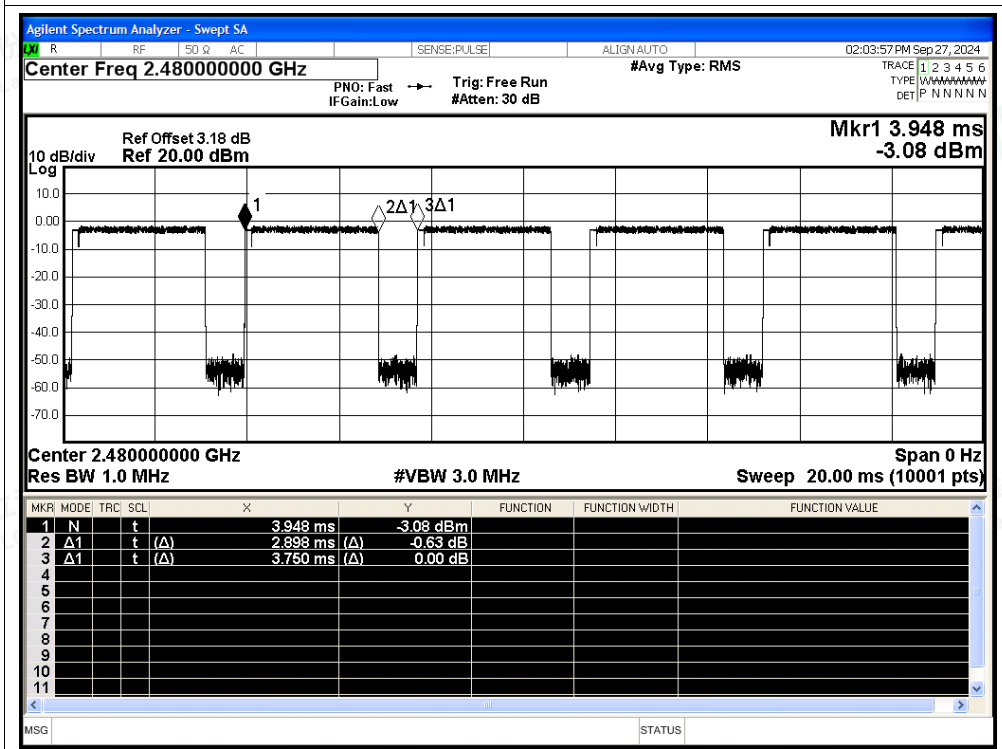 Agilent Spectrum Analyzer - Swept SA
LXI R RF 50 Ω AC SENSE:PULSE ALIGN AUTO 02:03:57 PM Sep 27, 2024
Center Freq 2.480000000 GHz #Avg Type: RMS TRACE 1 2 3 4 5 6
PNO: Fast Trig: Free Run TYPE WWWWWW
IFGain:Low #Atten: 30 dB DET P N N N N N
Mkr1 3.948 ms
Ref Offset 3.18 dB
10 dB/div Ref 20.00 dBm -3.08 dBm
Log
10.0
1 2Δ1 3Δ1
0.00
-10.0
-20.0
-30.0
-40.0
-50.0
-60.0
-70.0
Center 2.480000000 GHz Span 0 Hz
Res BW 1.0 MHz #VBW 3.0 MHz Sweep 20.00 ms (10001 pts)
MKR MODE TRC SCL X Y FUNCTION FUNCTION WIDTH FUNCTION VALUE
1 N t 3.948 ms -3.08 dBm
2 Δ1 t (Δ) 2.898 ms (Δ) -0.63 dB
3 Δ1 t (Δ) 3.750 ms (Δ) 0.00 dB
4
5
6
7
8
9
10
11
MSG STATUS